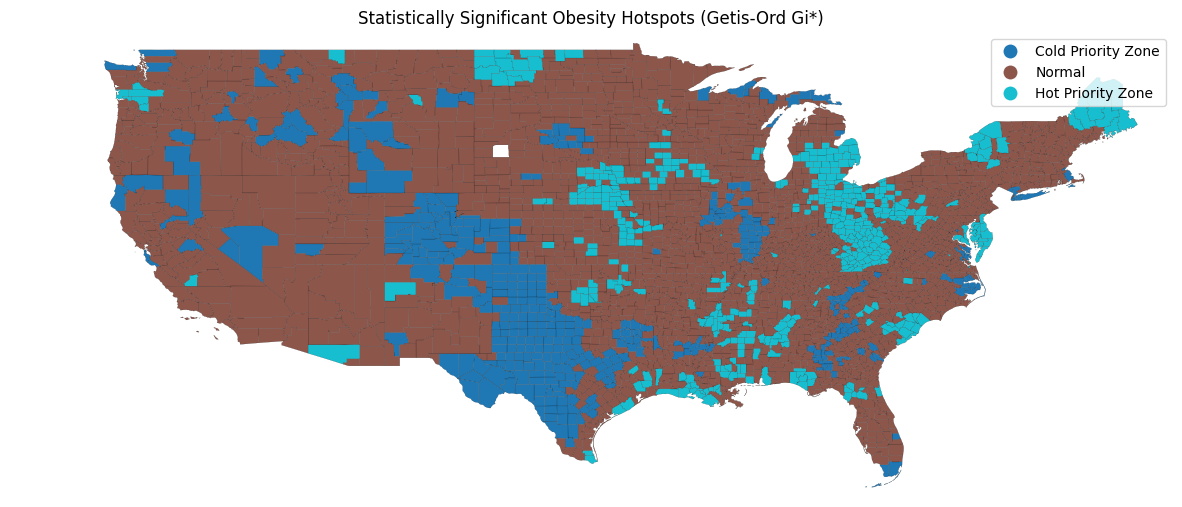 Statistically Significant Obesity Hotspots (Getis-Ord Gi*)
Cold Priority Zone
Normal
Hot Priority Zone